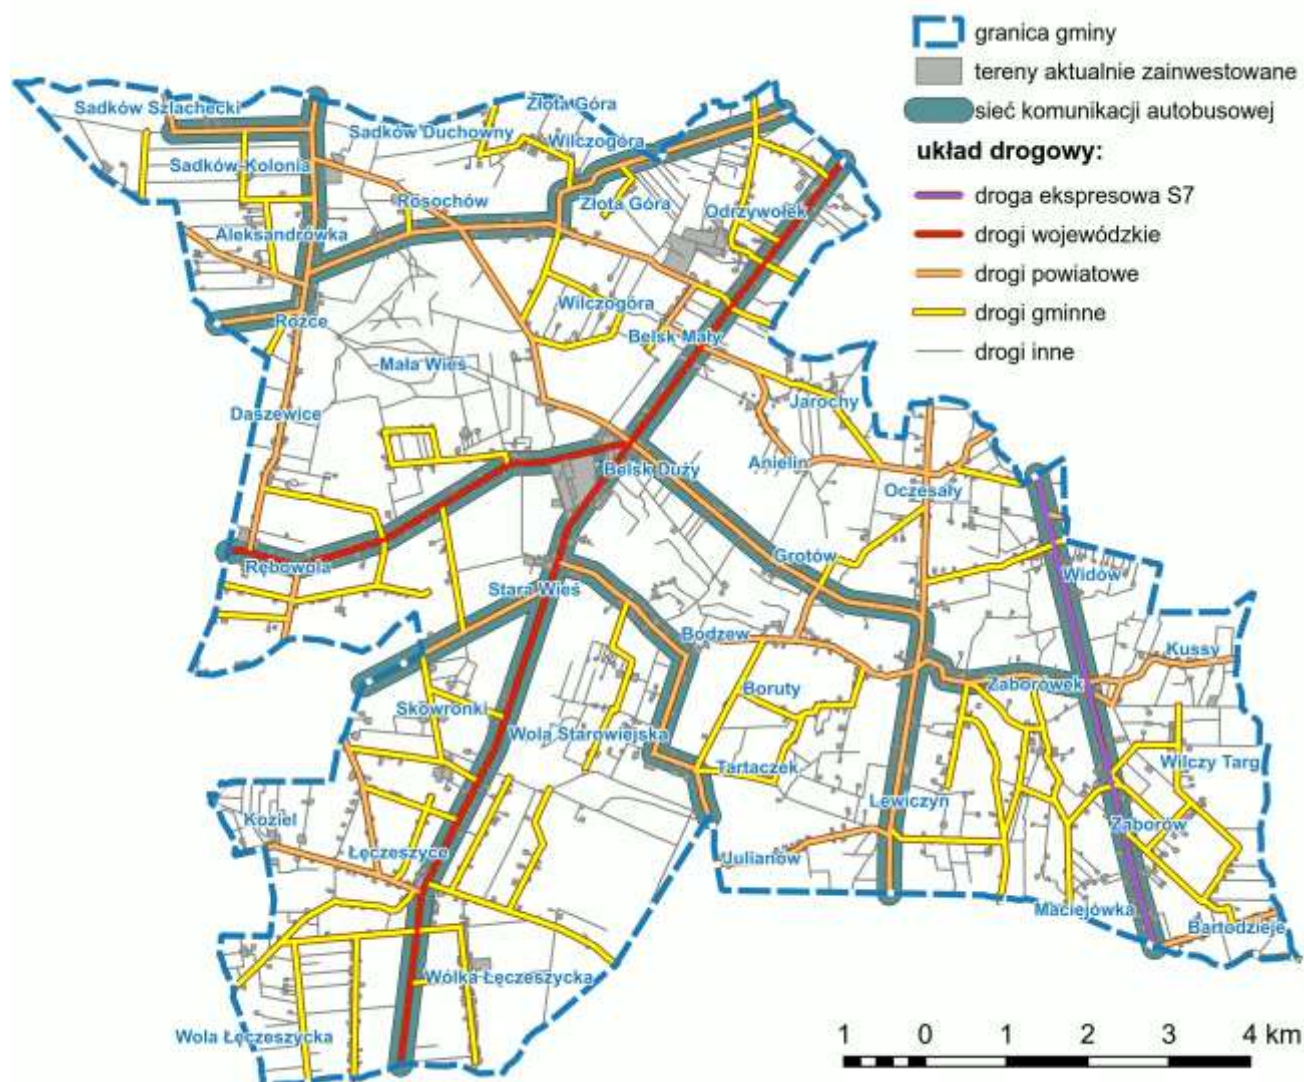 granica gminy
tereny aktualnie zainwestowane
sieć komunikacji autobusowej
układ drogowy:
droga ekspresowa S7
drogi wojewódzkie
drogi powiatowe
drogi gminne
drogi inne
Sadków Szlachecki
Złota Góra
Sadków Duchowny
Wilczogóra
Sadków-Kolonia
Rosochów
Złota Góra
Odrzywołek
Aleksandrówka
Wilczogóra
Rożce
Belsk Mały
Mała Wieś
Daszewice
Jarochy
Anielin
Belsk Duży
Oczesały
Grotów
Rębowola
Widów
Stara Wieś
Bodzew
Kussy
Boruty
Zaborówek
Skowronki
Wola Starowiejska
Tartaczek
Wilczy Targ
Lewiczyn
Koziel
Zaborów
Łęczeszyce
Julianów
Maciejówka
Bartodzieje
Wólka Łęczeszycka
Wola Łęczeszycka
1 0 1 2 3 4 km